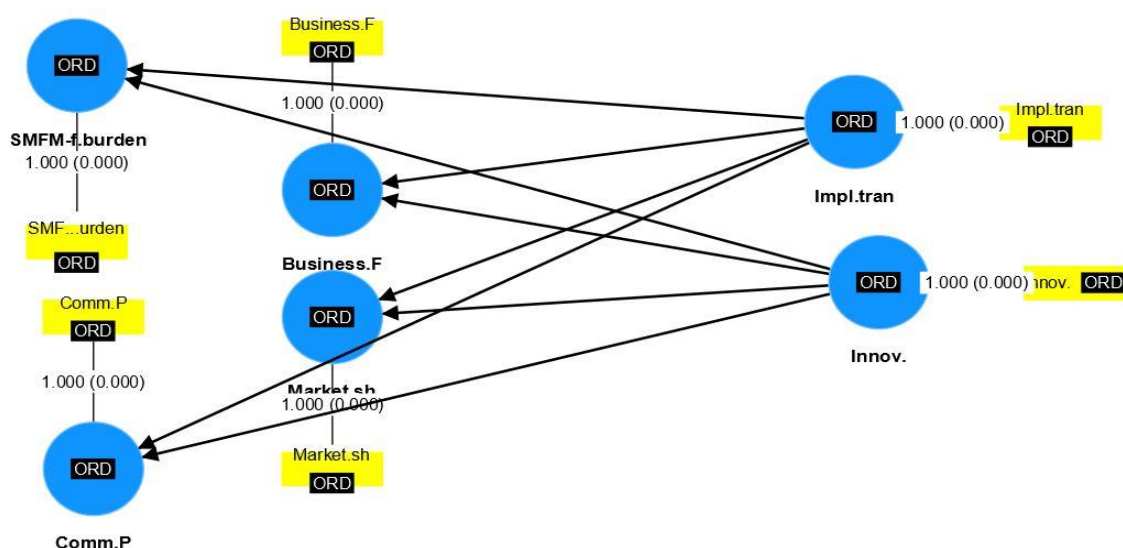 Business.F
ORD
ORD
1.000 (0.000)
SMFM-f.burden
1.000 (0.000)
SMF...urden
ORD
ORD
Business.F
Comm.P
ORD
1.000 (0.000)
ORD
Market.sh
1.000 (0.000)
Market.sh
ORD
ORD
Comm.P
ORD
1.000 (0.000)
Impl.tran
ORD
Impl.tran
ORD
1.000 (0.000)
nnov.
ORD
Innov.